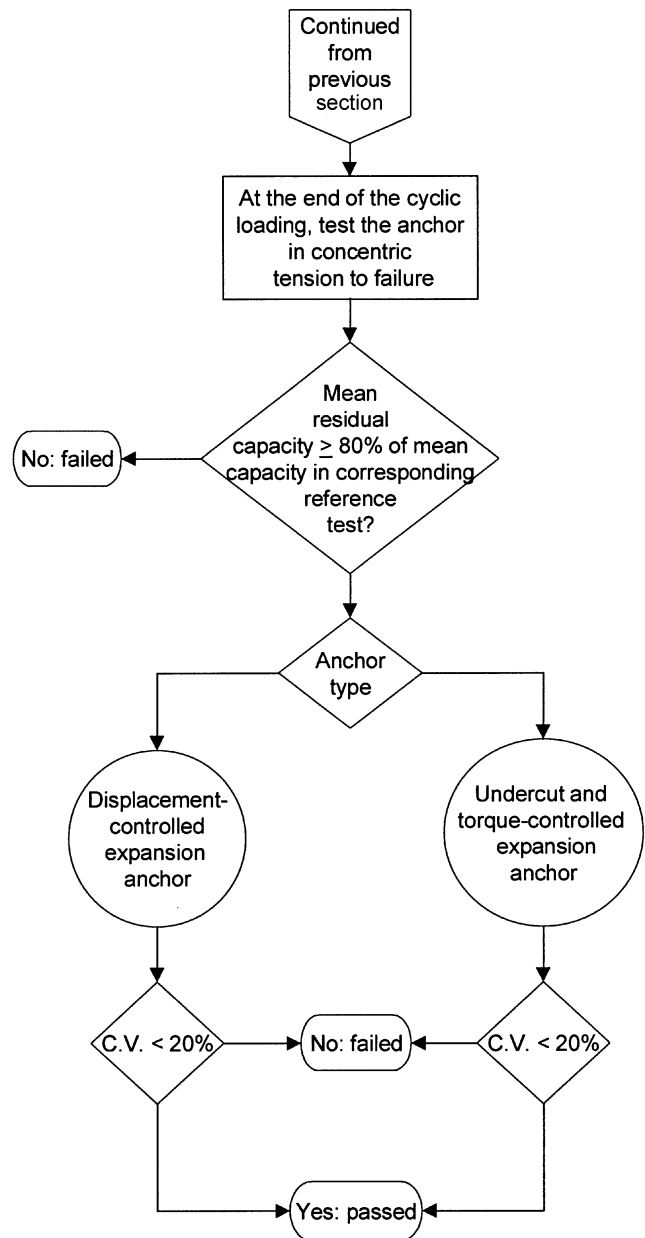 Continued
from
previous
section
At the end of the cyclic
loading, test the anchor
in concentric
tension to failure
Mean
residual
capacity ≥ 80% of mean
capacity in corresponding
reference
test?
No: failed
Anchor
type
Displacement-
controlled
expansion
anchor
Undercut and
torque-controlled
expansion
anchor
C.V. < 20%
No: failed
C.V. < 20%
Yes: passed